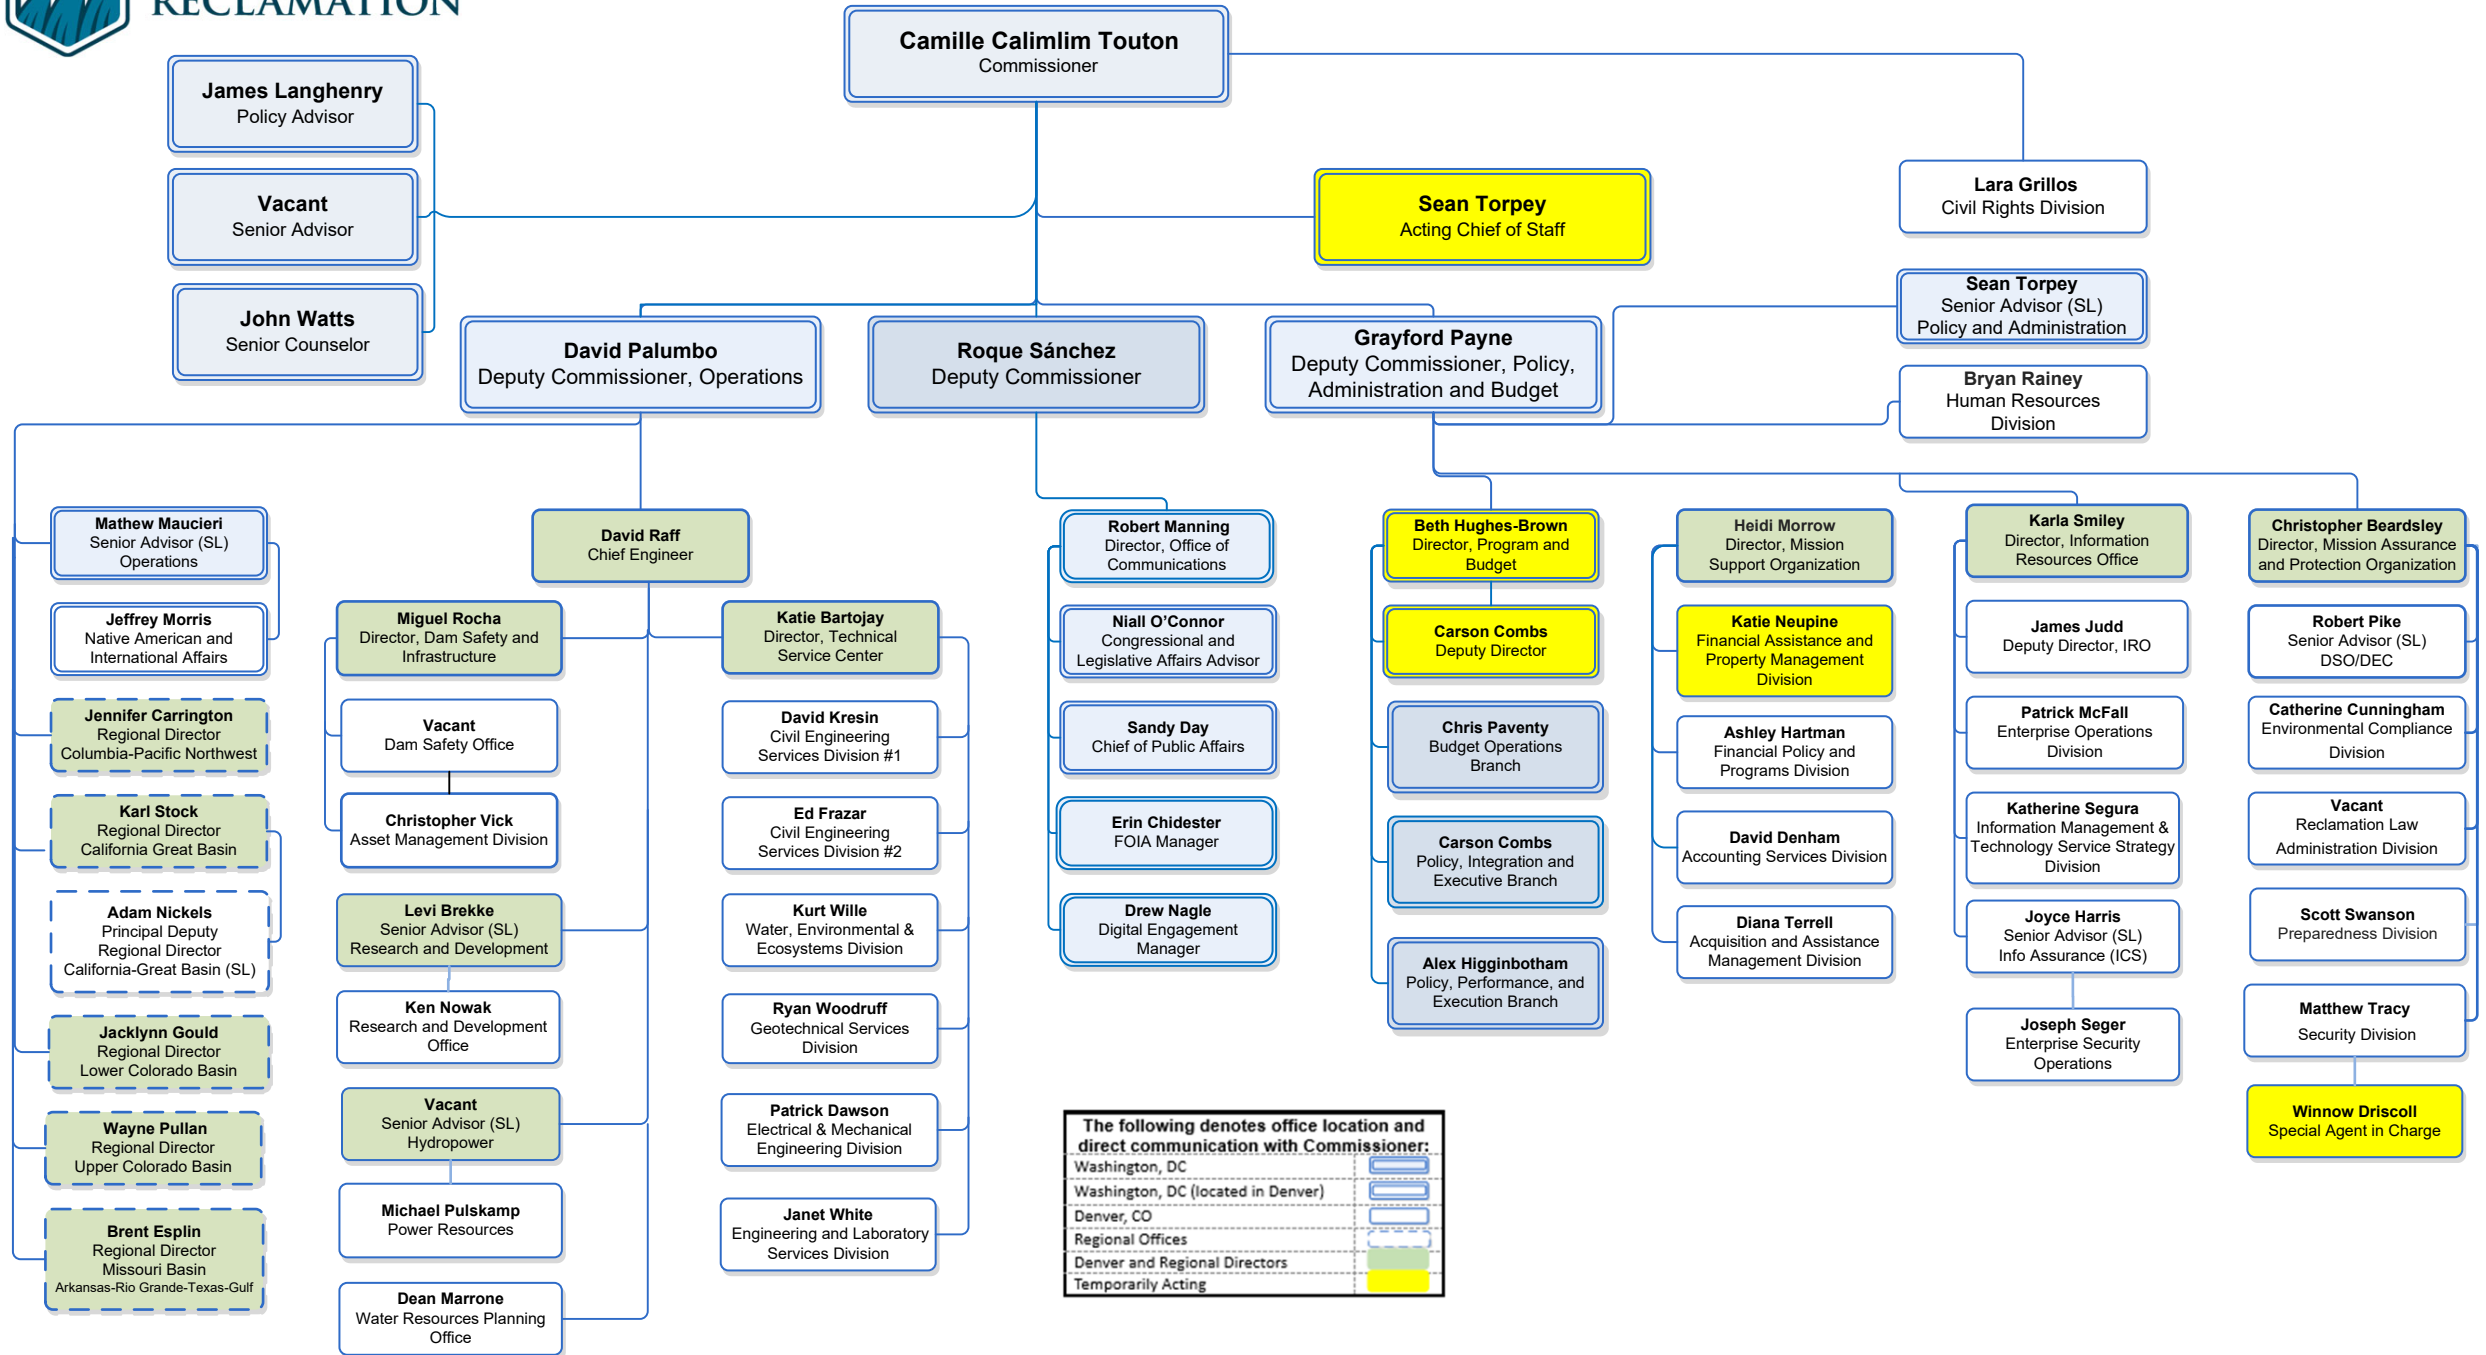 RECLAMATION
Camille Calimlim Touton
Commissioner
James Langhenry
Policy Advisor
Vacant
Senior Advisor
John Watts
Senior Counselor
Sean Torpey
Acting Chief of Staff
Lara Grillos
Civil Rights Division
Sean Torpey
Senior Advisor (SL)
Policy and Administration
Bryan Rainey
Human Resources
Division
David Palumbo
Deputy Commissioner, Operations
Roque Sánchez
Deputy Commissioner
Grayford Payne
Deputy Commissioner, Policy,
Administration and Budget
Mathew Maucieri
Senior Advisor (SL)
Operations
Jeffrey Morris
Native American and
International Affairs
Jennifer Carrington
Regional Director
Columbia-Pacific Northwest
Karl Stock
Regional Director
California Great Basin
Adam Nickels
Principal Deputy
Regional Director
California-Great Basin (SL)
Jacklynn Gould
Regional Director
Lower Colorado Basin
Wayne Pullan
Regional Director
Upper Colorado Basin
Brent Esplin
Regional Director
Missouri Basin
Arkansas-Rio Grande-Texas-Gulf
David Raff
Chief Engineer
Miguel Rocha
Director, Dam Safety and
Infrastructure
Vacant
Dam Safety Office
Christopher Vick
Asset Management Division
Levi Brekke
Senior Advisor (SL)
Research and Development
Ken Nowak
Research and Development
Office
Vacant
Senior Advisor (SL)
Hydropower
Michael Pulskamp
Power Resources
Dean Marrone
Water Resources Planning
Office
Katie Bartojay
Director, Technical
Service Center
David Kresin
Civil Engineering
Services Division #1
Ed Frazar
Civil Engineering
Services Division #2
Kurt Wille
Water, Environmental &
Ecosystems Division
Ryan Woodruff
Geotechnical Services
Division
Patrick Dawson
Electrical & Mechanical
Engineering Division
Janet White
Engineering and Laboratory
Services Division
Robert Manning
Director, Office of
Communications
Niall O’Connor
Congressional and
Legislative Affairs Advisor
Sandy Day
Chief of Public Affairs
Erin Chidester
FOIA Manager
Drew Nagle
Digital Engagement
Manager
Beth Hughes-Brown
Director, Program and
Budget
Carson Combs
Deputy Director
Chris Paventy
Budget Operations
Branch
Carson Combs
Policy, Integration and
Executive Branch
Alex Higginbotham
Policy, Performance, and
Execution Branch
Heidi Morrow
Director, Mission
Support Organization
Katie Neupine
Financial Assistance and
Property Management
Division
Ashley Hartman
Financial Policy and
Programs Division
David Denham
Accounting Services Division
Diana Terrell
Acquisition and Assistance
Management Division
Karla Smiley
Director, Information
Resources Office
James Judd
Deputy Director, IRO
Patrick McFall
Enterprise Operations
Division
Katherine Segura
Information Management &
Technology Service Strategy
Division
Joyce Harris
Senior Advisor (SL)
Info Assurance (ICS)
Joseph Seger
Enterprise Security
Operations
Christopher Beardsley
Director, Mission Assurance
and Protection Organization
Robert Pike
Senior Advisor (SL)
DSO/DEC
Catherine Cunningham
Environmental Compliance
Division
Vacant
Reclamation Law
Administration Division
Scott Swanson
Preparedness Division
Matthew Tracy
Security Division
Winnow Driscoll
Special Agent in Charge
The following denotes office location and
direct communication with Commissioner:
Washington, DC
Washington, DC (located in Denver)
Denver, CO
Regional Offices
Denver and Regional Directors
Temporarily Acting